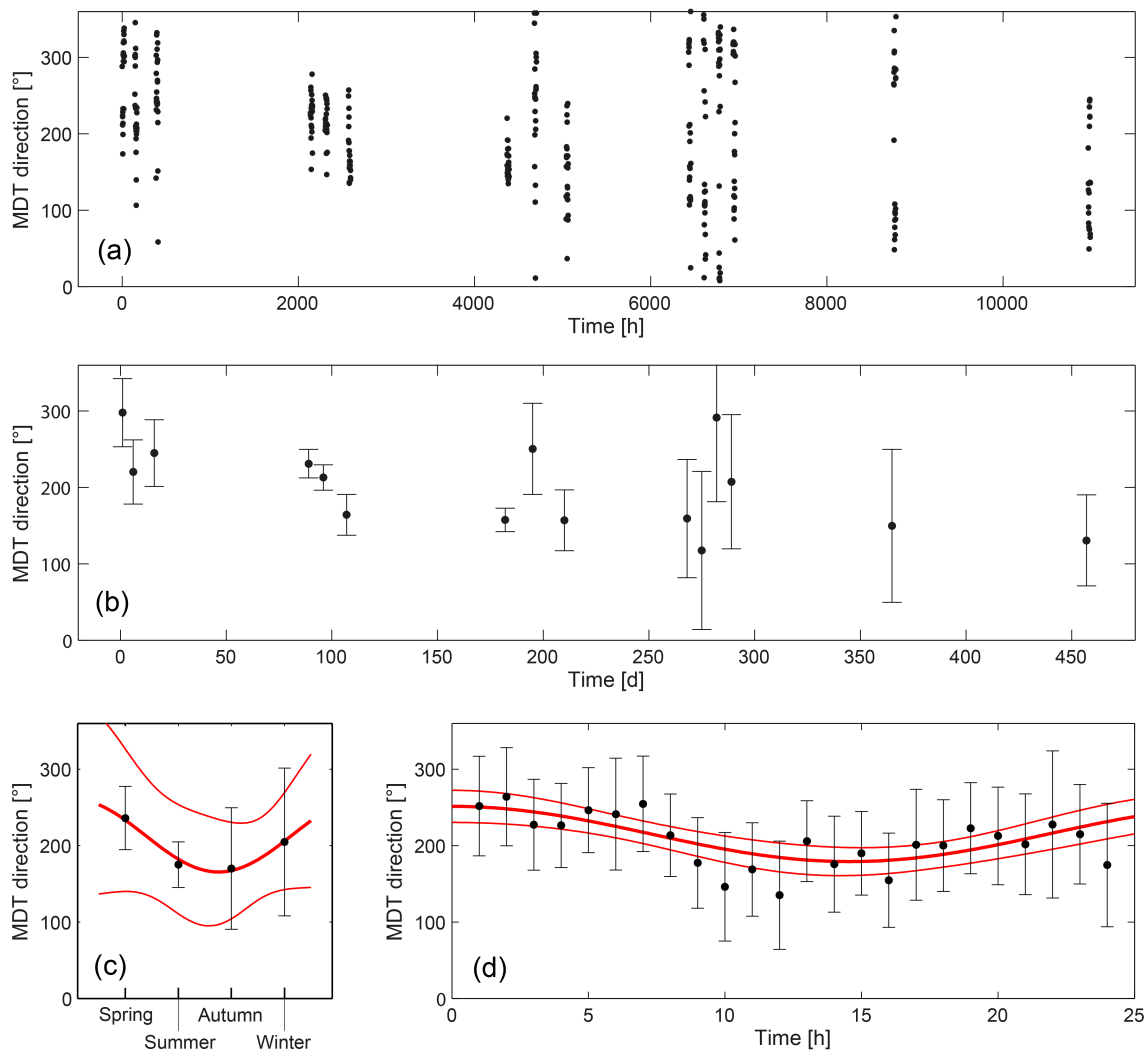 MDT direction [°]
300
200
100
0
(a)
0 2000 4000 6000 8000 10000
Time [h]
MDT direction [°]
300
200
100
0
(b)
0 50 100 150 200 250 300 350 400 450
Time [d]
MDT direction [°]
300
200
100
0
(c)
Spring Autumn
Summer Winter
MDT direction [°]
300
200
100
0
(d)
0 5 10 15 20 25
Time [h]